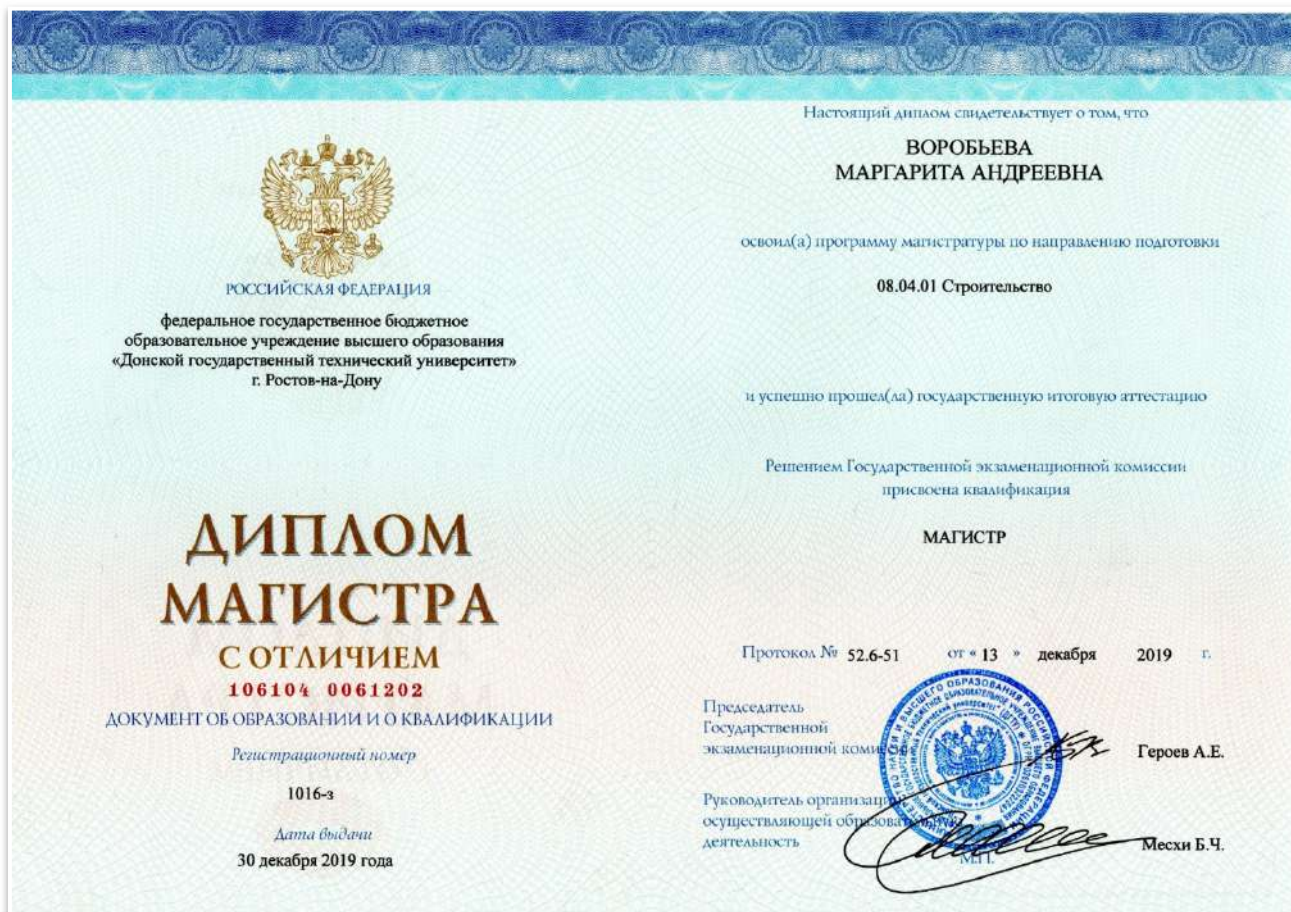 РОССИЙСКАЯ ФЕДЕРАЦИЯ
федеральное государственное бюджетное
образовательное учреждение высшего образования
«Донской государственный технический университет»
г. Ростов-на-Дону
ДИПЛОМ
МАГИСТРА
С ОТЛИЧИЕМ
106104 0061202
ДОКУМЕНТ ОБ ОБРАЗОВАНИИ И О КВАЛИФИКАЦИИ
Регистрационный номер
1016-з
Дата выдачи
30 декабря 2019 года
Настоящий диплом свидетельствует о том, что
ВОРОБЬЕВА
МАРГАРИТА АНДРЕЕВНА
освоил(а) программу магистратуры по направлению подготовки
08.04.01 Строительство
и успешно прошел(ла) государственную итоговую аттестацию
Решением Государственной экзаменационной комиссии
присвоена квалификация
МАГИСТР
Протокол № 52.6-51 от « 13 » декабря 2019 г.
Председатель
Государственной
экзаменационной комиссии
Героев А.Е.
Руководитель организации,
осуществляющей образовательную
деятельность
Месхи Б.Ч.
М.П.